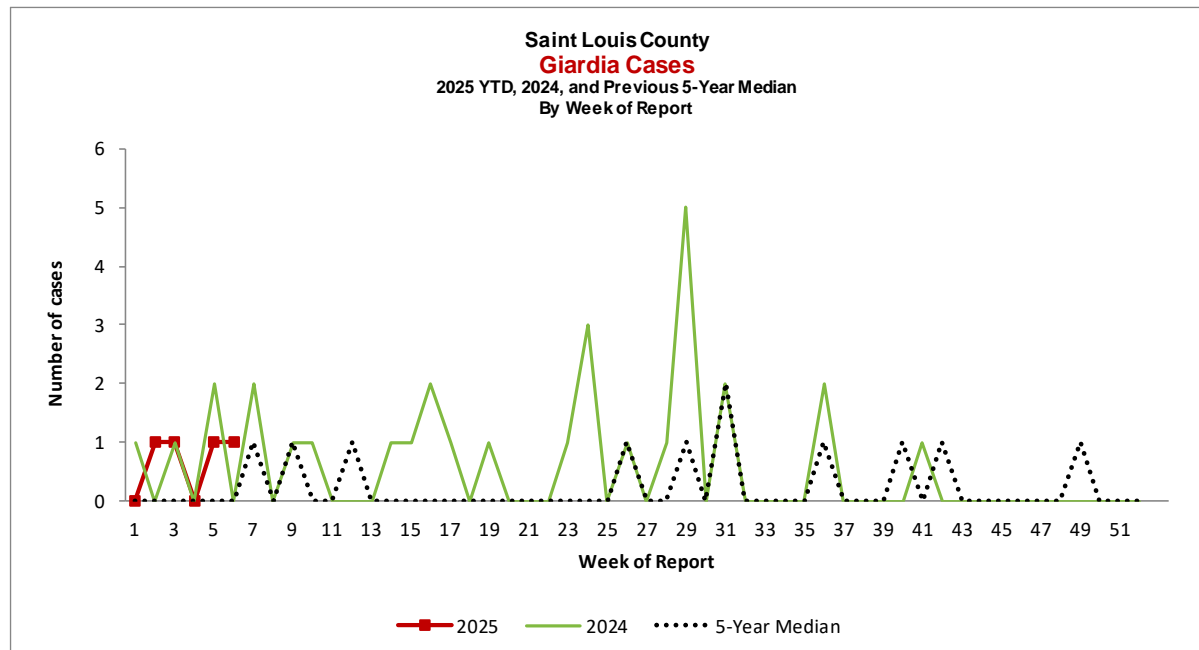 Saint Louis County
Giardia Cases
2025 YTD, 2024, and Previous 5-Year Median
By Week of Report
6
5
4
3
2
1
0
Number of cases
1 3 5 7 9 11 13 15 17 19 21 23 25 27 29 31 33 35 37 39 41 43 45 47 49 51
Week of Report
2025 2024 5-Year Median